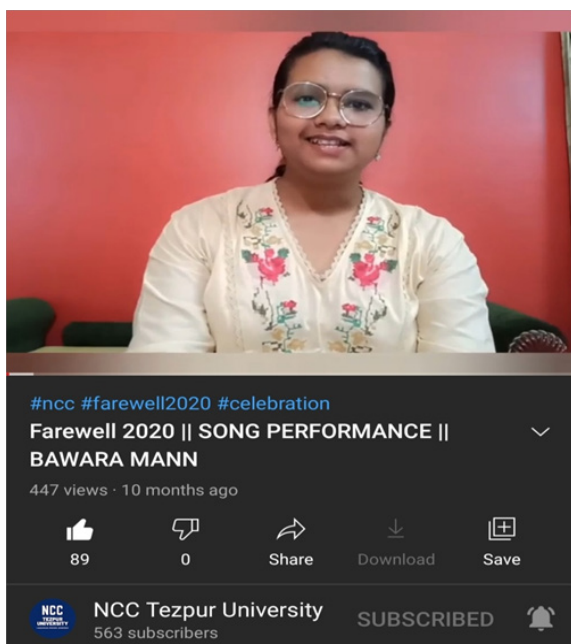 #ncc #farewell2020 #celebration
Farewell 2020 || SONG PERFORMANCE ||
BAWARA MANN
447 views · 10 months ago
89
0
Share
Download
Save
NCC
TEZPUR
UNIVERSITY
NCC Tezpur University
563 subscribers
SUBSCRIBED